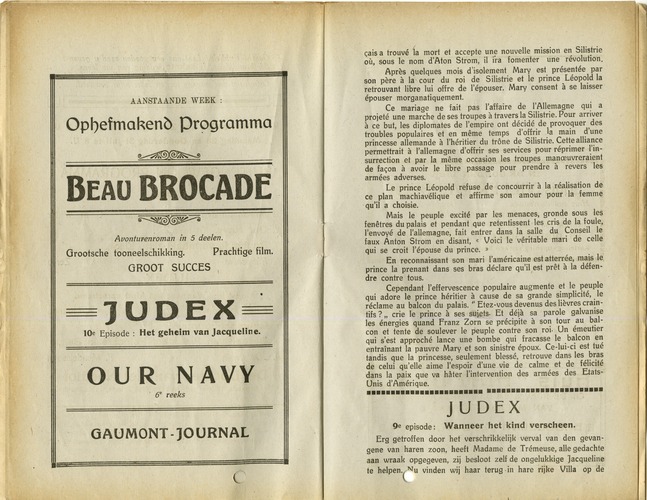 AANSTAANDE WEEK :
Ophefmakend Programma
BEAU BROCADE
Avonturenroman in 5 deelen.
Grootsche tooneelschikking. Prachtige film.
GROOT SUCCES
JUDEX
10e Episode : Het geheim van Jacqueline.
OUR NAVY
6e reeks
GAUMONT-JOURNAL
çais a trouvé la mort et accepte une nouvelle mission en Silistrie
où, sous le nom d'Aton Strom, il ira fomenter une révolution.
Après quelques mois d'isolement Mary est présentée par
son père à la cour du roi de Silistrie et le prince Léopold la
retrouvant libre lui offre de l'épouser. Mary consent à se laisser
épouser morganatiquement.
Ce mariage ne fait pas l'affaire de l'Allemagne qui a
projeté une marche de ses troupes à travers la Silistrie. Pour arriver
à ce but, les diplomates de l'empire ont décidé de provoquer des
troubles populaires et en même temps d'offrir la main d'une
princesse allemande à l'héritier du trône de Silistrie. Cette alliance
permettrait à l'allemagne d'offrir ses services pour réprimer l'in-
surrection et par la même occasion les troupes manœuvreraient
de façon à avoir le libre passage pour prendre à revers les
armées adverses.
Le prince Léopold refuse de concourrir à la réalisation de
ce plan machiavélique et affirme son amour pour la femme
qu'il a choisie.
Mais le peuple excité par les menaces, gronde sous les
fenêtres du palais et pendant que retentissent les cris de la foule,
l'envoyé de l'allemagne, fait entrer dans la salle du Conseil le
faux Anton Strom en disant, « Voici le véritable mari de celle
qui se croit l'épouse du prince. »
En reconnaissant son mari l'américaine est atterrée, mais le
prince la prenant dans ses bras déclare qu'il est prêt à la défen-
dre contre tous.
Cependant l'effervescence populaire augmente et le peuple
qui adore le prince héritier à cause de sa grande simplicité, le
réclame au balcon du palais. " Etez-vous devenus des lièvres crain-
tifs ? „ crie le prince à ses sujets. Et déjà sa parole galvanise
les énergies quand Franz Zorn se précipite à son tour au bal-
con et tente de soulever le peuple contre son roi. Un émeutier
qui s'est approché lance une bombe qui fracasse le balcon en
entraînant la pauvre Mary et son sinistre époux. Ce-lui-ci est tué
tandis que la princesse, seulement blessé, retrouve dans les bras
de celui qu'elle aime l'espoir d'une vie de calme et de félicité
dans la paix que va hâter l'intervention des armées des Etats-
Unis d'Amérique.
JUDEX
9e episode : Wanneer het kind verscheen.
Erg getroffen door het verschrikkelijk verval van den gevan-
gene van haren zoon, heeft Madame de Trémeuse, alle gedachte
aan wraak opgegeven, zij besloot zelf de ongelukkige Jacqueline
te helpen. Nu vinden wij haar terug in hare rijke Villa op de